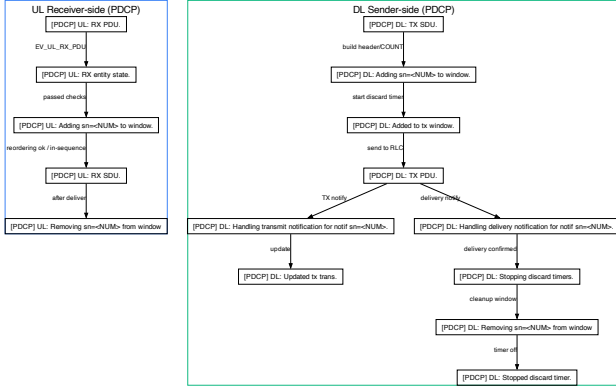 UL Receiver-side (PDCP)
[PDCP] UL: RX PDU.
EV_UL_RX_PDU
[PDCP] UL: RX entity state.
passed checks
[PDCP] UL: Adding sn=<NUM> to window.
reordering ok / in-sequence
[PDCP] UL: RX SDU.
after deliver
[PDCP] UL: Removing sn=<NUM> from window
DL Sender-side (PDCP)
[PDCP] DL: TX SDU.
build header/COUNT
[PDCP] DL: Adding sn=<NUM> to window.
start discard timer
[PDCP] DL: Added to tx window.
send to RLC
[PDCP] DL: TX PDU.
TX notify
delivery notify
[PDCP] DL: Handling transmit notification for notif sn=<NUM>.
[PDCP] DL: Handling delivery notification for notif sn=<NUM>.
update
delivery confirmed
[PDCP] DL: Updated tx trans.
[PDCP] DL: Stopping discard timers.
cleanup window
[PDCP] DL: Removing sn=<NUM> from window
timer off
[PDCP] DL: Stopped discard timer.